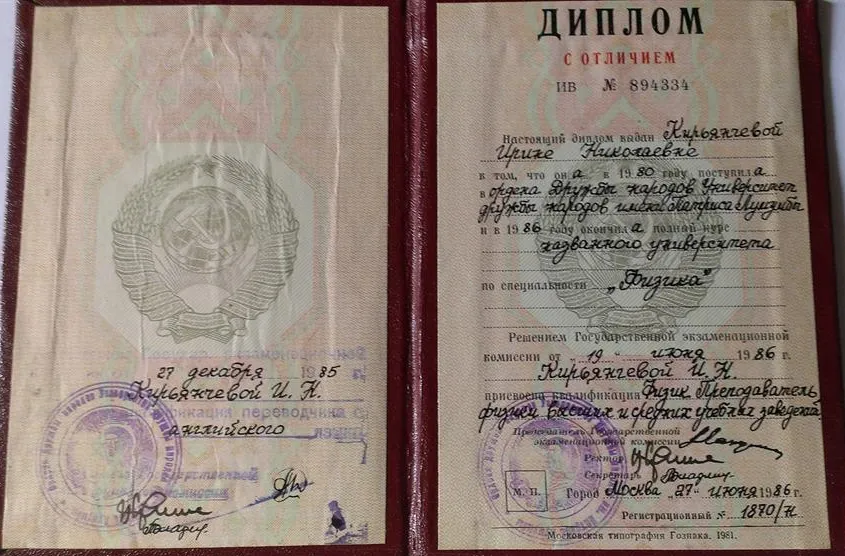 27 декабря 1985
Кирьянчевой И. Н.
английского
ДИПЛОМ
С ОТЛИЧИЕМ
ИВ № 894334
Настоящий диплом выдан Кирьянчевой
Ирине Николаевне
в том, что она в 1980 году поступила
в ордена Дружбы народов Университет
дружбы народов имени Патриса Лумумбы
и в 1986 году окончила полный курс
названного университета
по специальности „Физика"
Решением Государственной экзаменационной
комиссии от „19" июня 1986 г.
Кирьянчевой И. Н.
присвоена квалификация Физик. Преподаватель
физики высших и средних учебных заведений
Председатель Государственной
экзаменационной комиссии
Ректор
Секретарь
М. П.
Город Москва „27" июня 1986 г.
Регистрационный № 1870/Н
Московская типография Гознака. 1981.